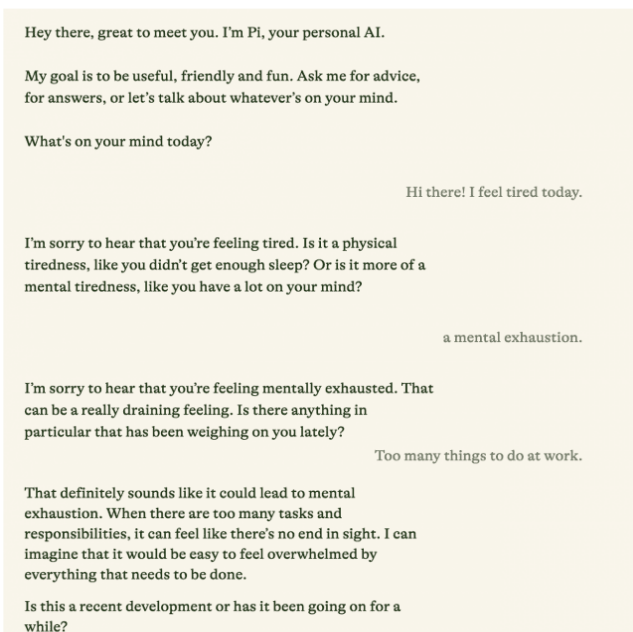 Hey there, great to meet you. I'm Pi, your personal AI.
My goal is to be useful, friendly and fun. Ask me for advice,
for answers, or let's talk about whatever's on your mind.
What's on your mind today?
Hi there! I feel tired today.
I'm sorry to hear that you're feeling tired. Is it a physical
tiredness, like you didn't get enough sleep? Or is it more of a
mental tiredness, like you have a lot on your mind?
a mental exhaustion.
I'm sorry to hear that you're feeling mentally exhausted. That
can be a really draining feeling. Is there anything in
particular that has been weighing on you lately?
Too many things to do at work.
That definitely sounds like it could lead to mental
exhaustion. When there are too many tasks and
responsibilities, it can feel like there's no end in sight. I can
imagine that it would be easy to feel overwhelmed by
everything that needs to be done.
Is this a recent development or has it been going on for a
while?